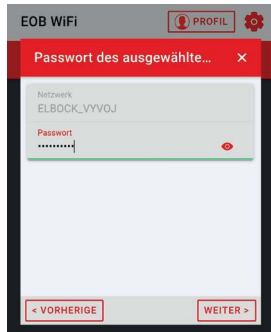 EOB WiFi
PROFIL
Passwort des ausgewählte... ×
Netzwerk
ELBOCK_VYVOJ
Passwort
••••••••••
< VORHERIGE
WEITER >